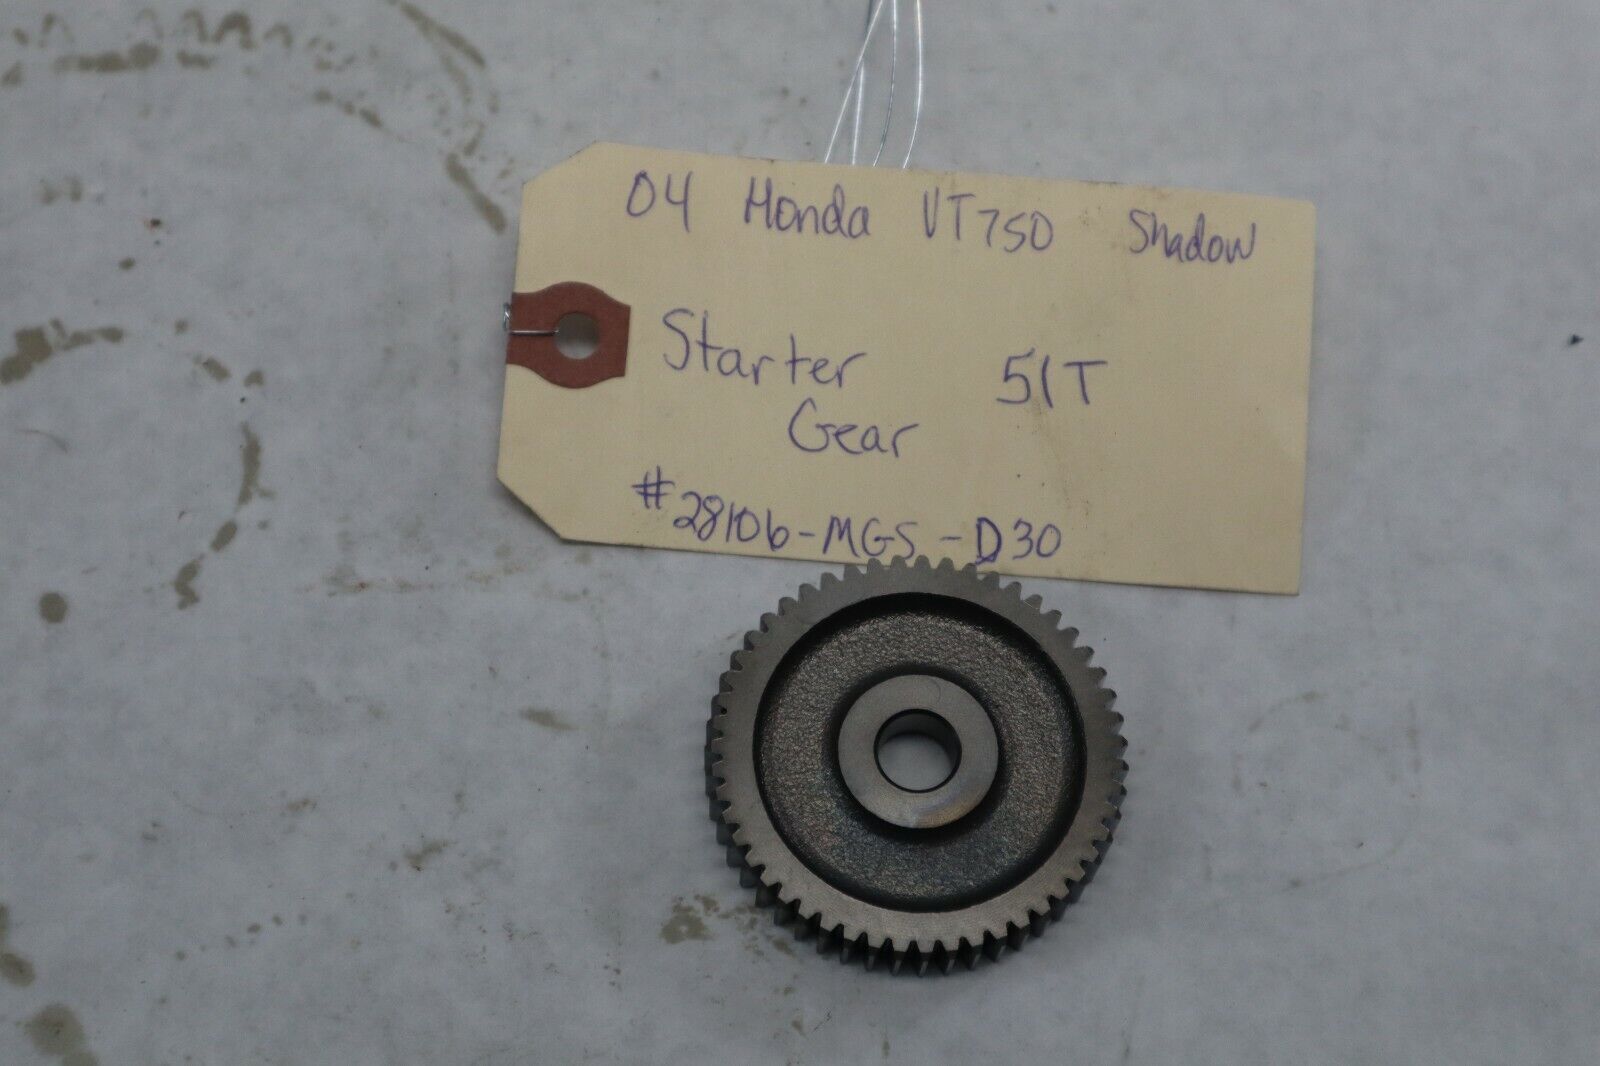 04 Honda VT750 Shadow
Starter 51T
Gear
#28106-MGS-D30